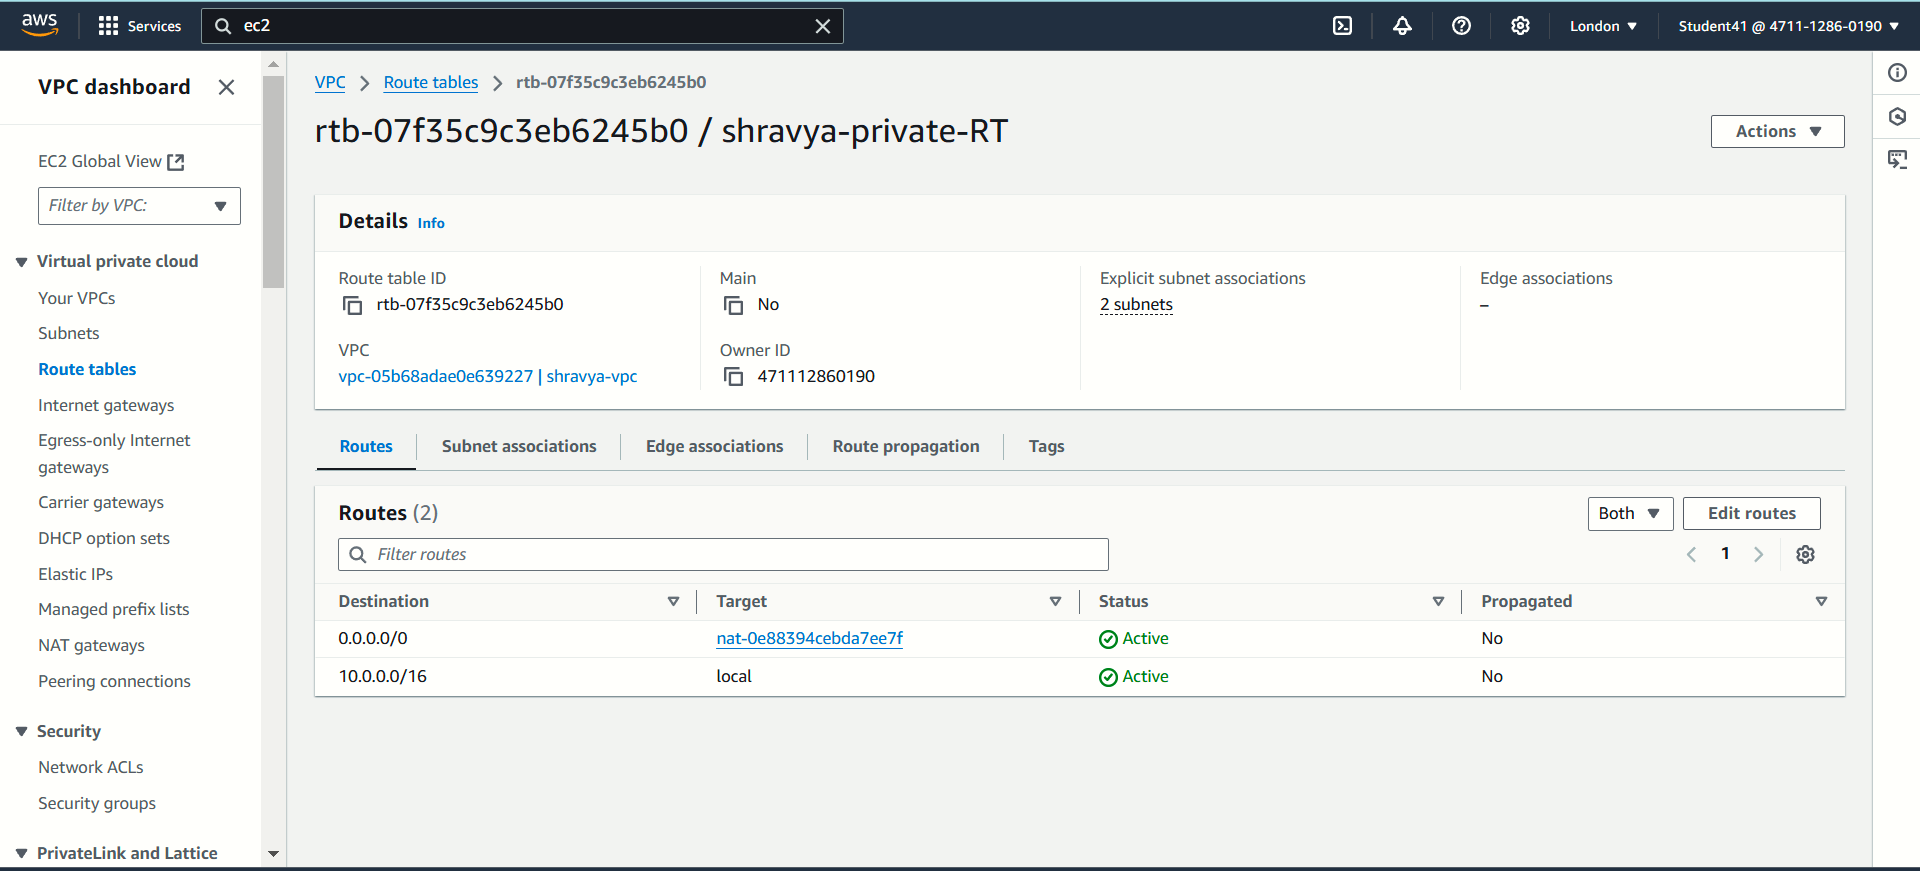 aws
Services
ec2
London
Student41 @ 4711-1286-0190
VPC dashboard
EC2 Global View
Filter by VPC:
Virtual private cloud
Your VPCs
Subnets
Route tables
Internet gateways
Egress-only Internet
gateways
Carrier gateways
DHCP option sets
Elastic IPs
Managed prefix lists
NAT gateways
Peering connections
Security
Network ACLs
Security groups
PrivateLink and Lattice
VPC > Route tables > rtb-07f35c9c3eb6245b0
rtb-07f35c9c3eb6245b0 / shravya-private-RT
Actions
Details Info
Route table ID
rtb-07f35c9c3eb6245b0
Main
No
Explicit subnet associations
2 subnets
Edge associations
–
VPC
vpc-05b68adae0e639227 | shravya-vpc
Owner ID
471112860190
Routes
Subnet associations
Edge associations
Route propagation
Tags
Routes (2)
Both
Edit routes
Filter routes
1
Destination Target Status Propagated
0.0.0.0/0 nat-0e88394cebda7ee7f Active No
10.0.0.0/16 local Active No